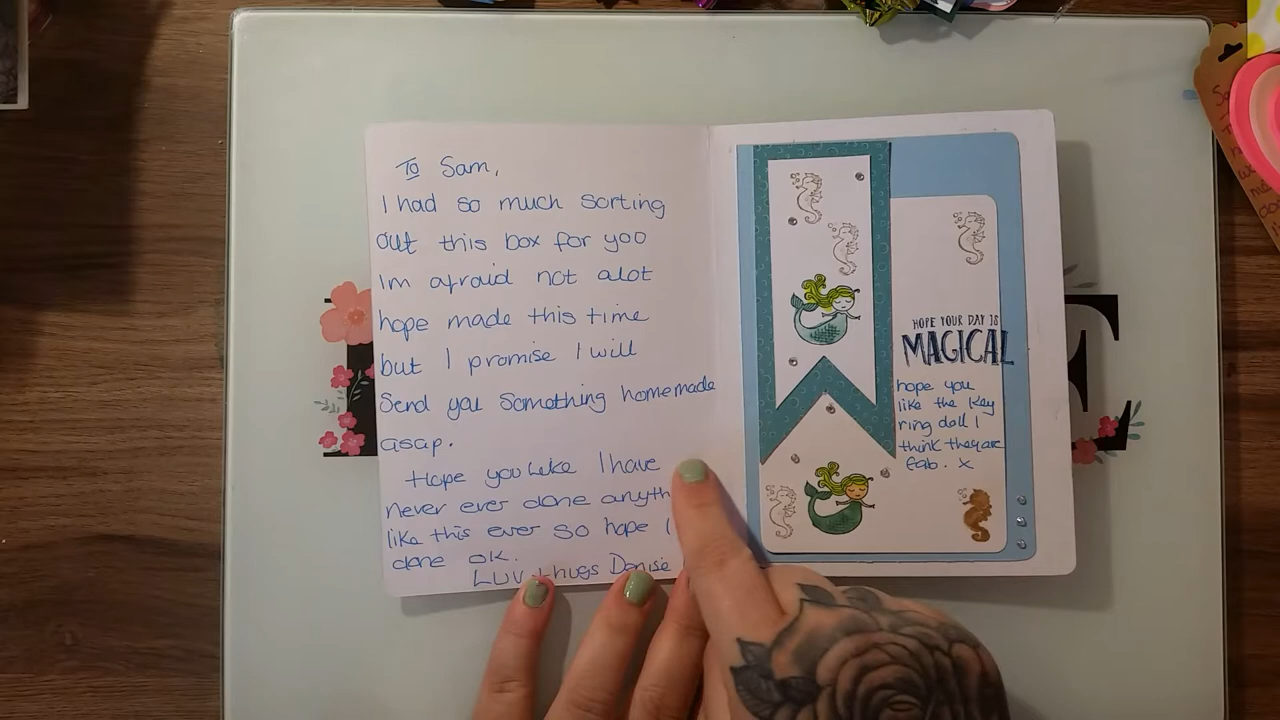 To Sam,
I had so much sorting
out this box for you
Im afraid not alot
hope made this time
but I promise I will
Send you something homemade
asap.
Hope you like I have
never ever done anyth
like this ever so hope I
done ok.
Luv + hugs Denise
HOPE YOUR DAY IS
MAGICAL
hope you
like the Key
ring doll I
think they are
fab. x
E